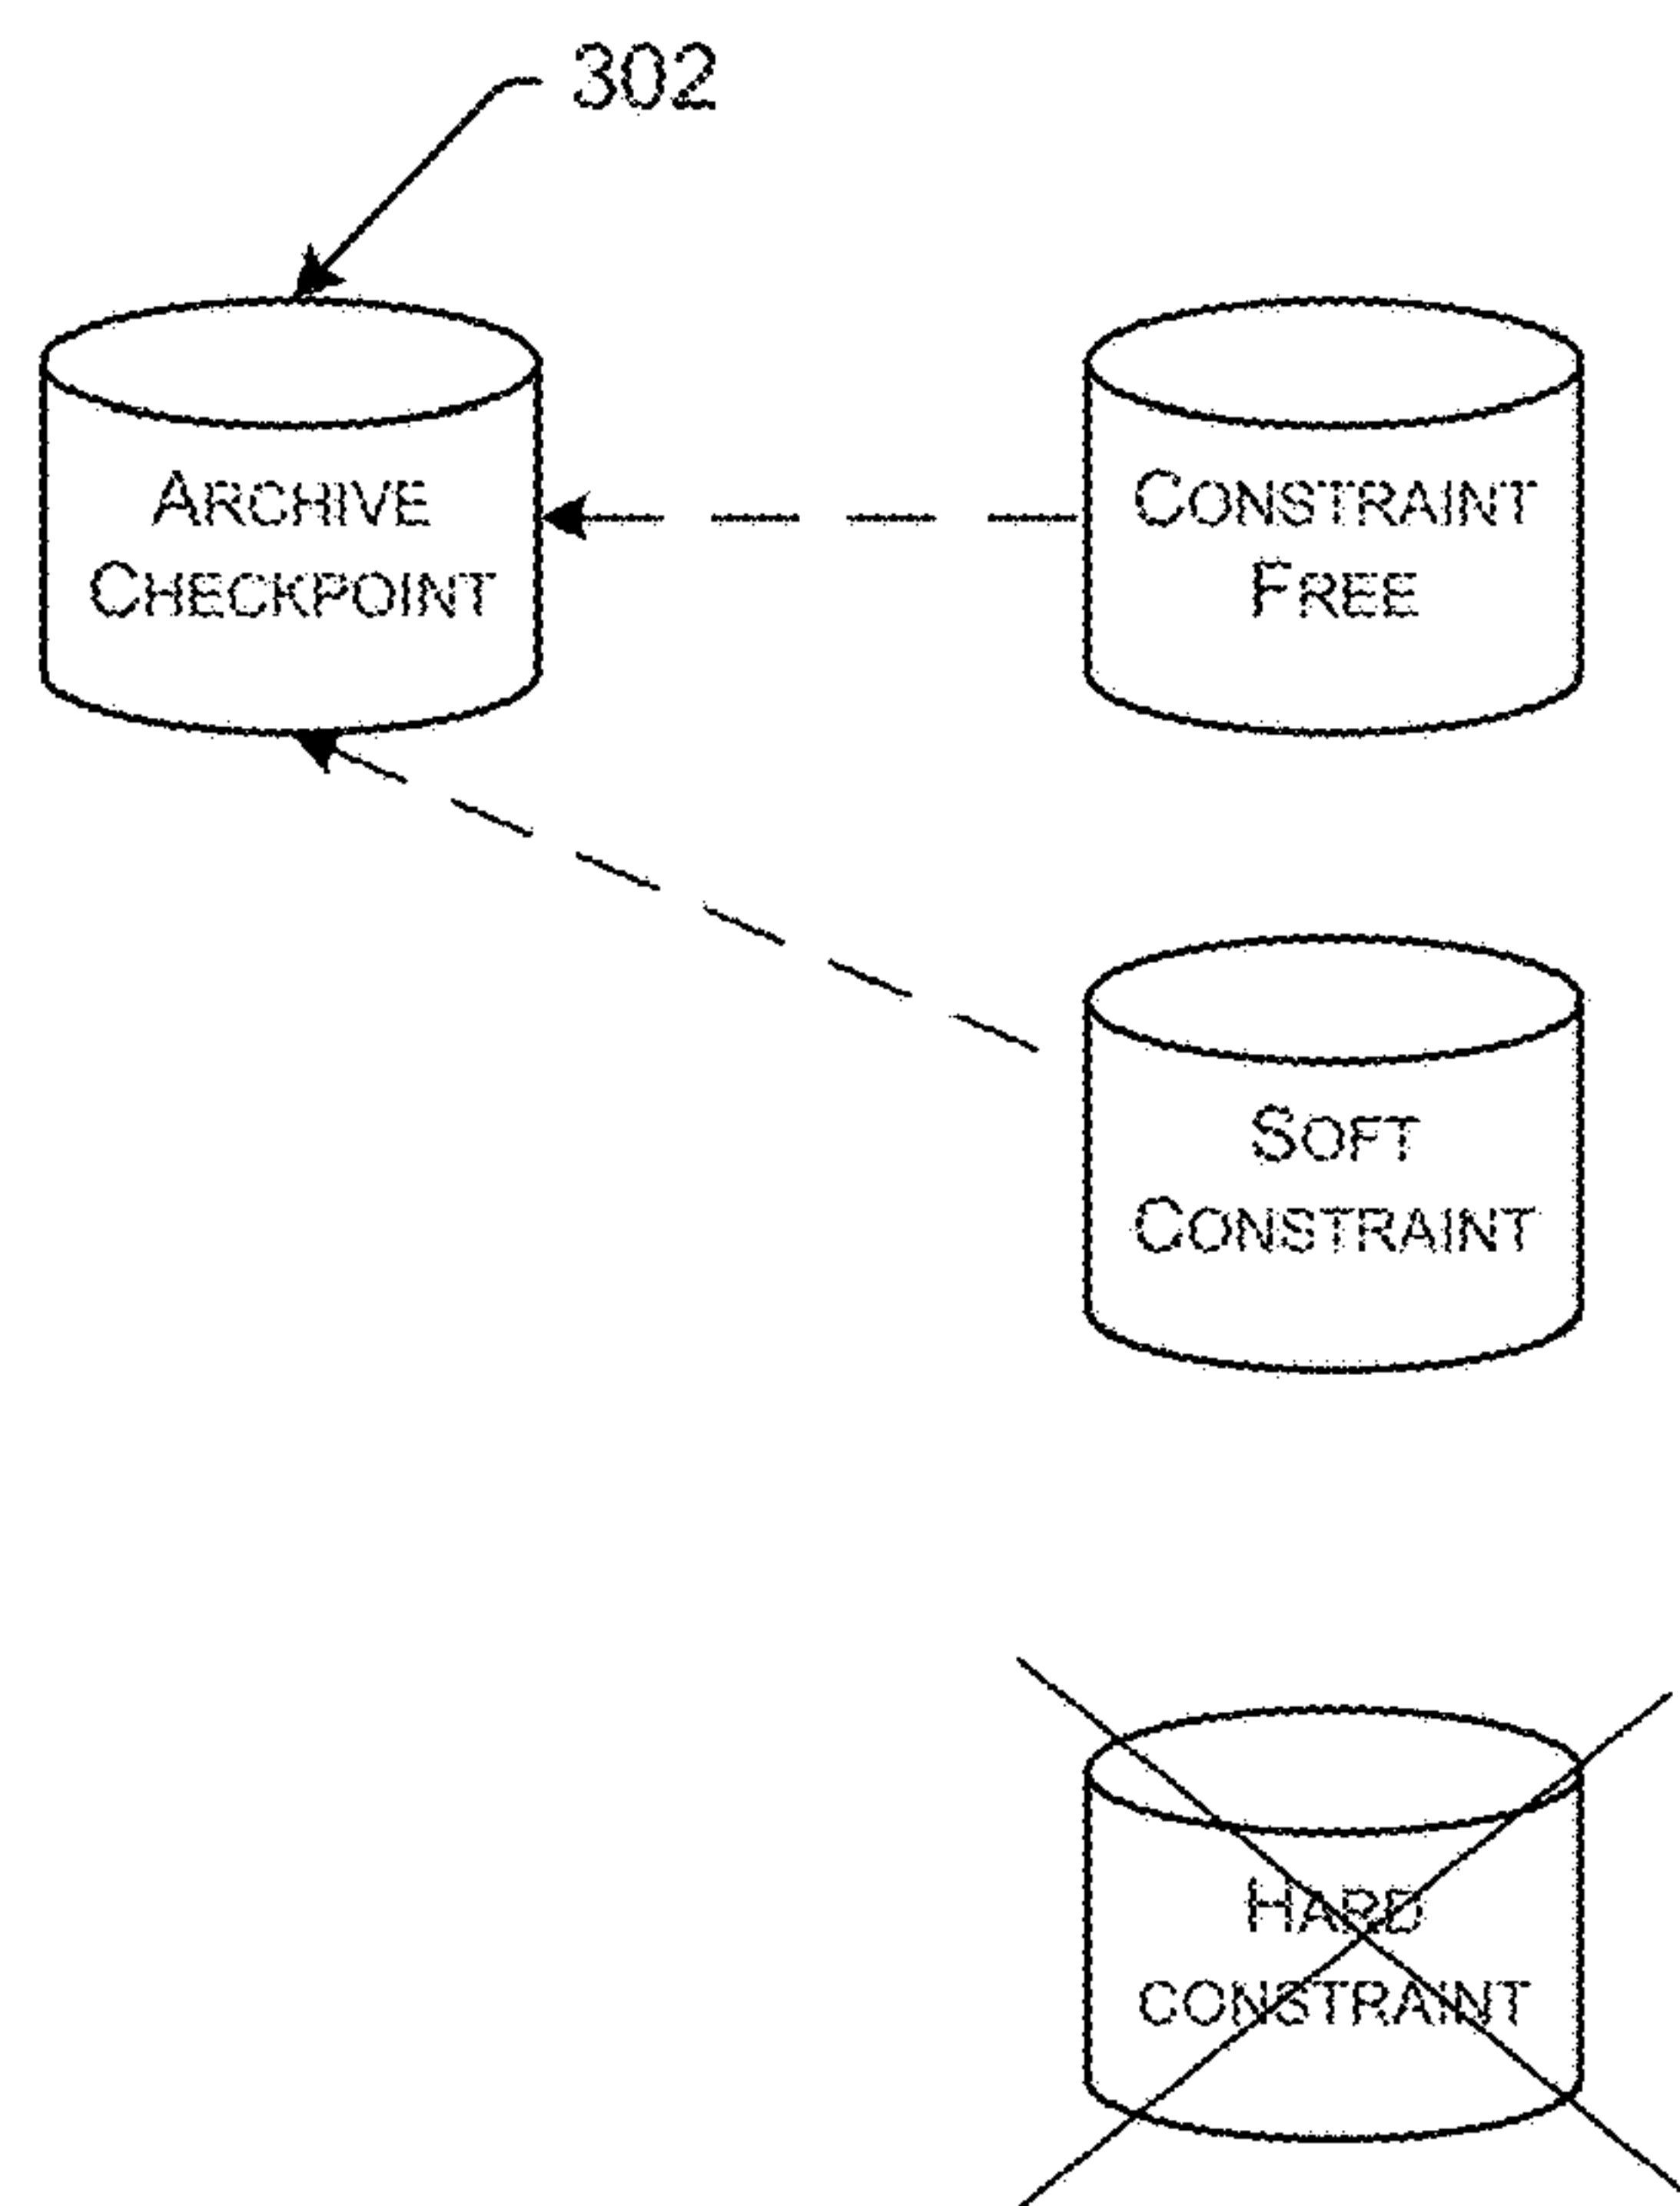 302
ARCHIVE
CHECKPOINT
CONSTRAINT
FREE
SOFT
CONSTRAINT
HARD
CONSTRAINT